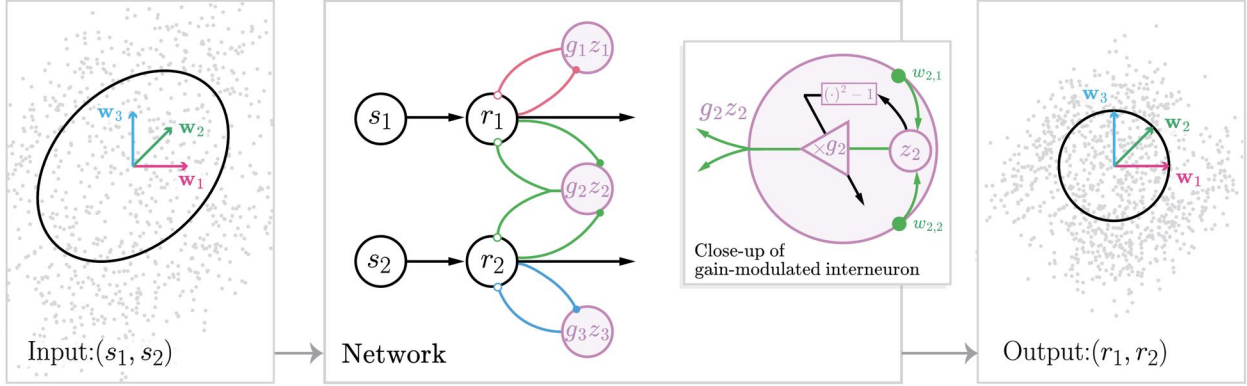 w₃
w₂
w₁
Input:(s₁, s₂)
s₁
r₁
g₁z₁
g₂z₂
s₂
r₂
g₃z₃
Network
g₂z₂
(·)² − 1
×g₂
z₂
w₂,₁
w₂,₂
Close-up of
gain-modulated interneuron
w₃
w₂
w₁
Output:(r₁, r₂)